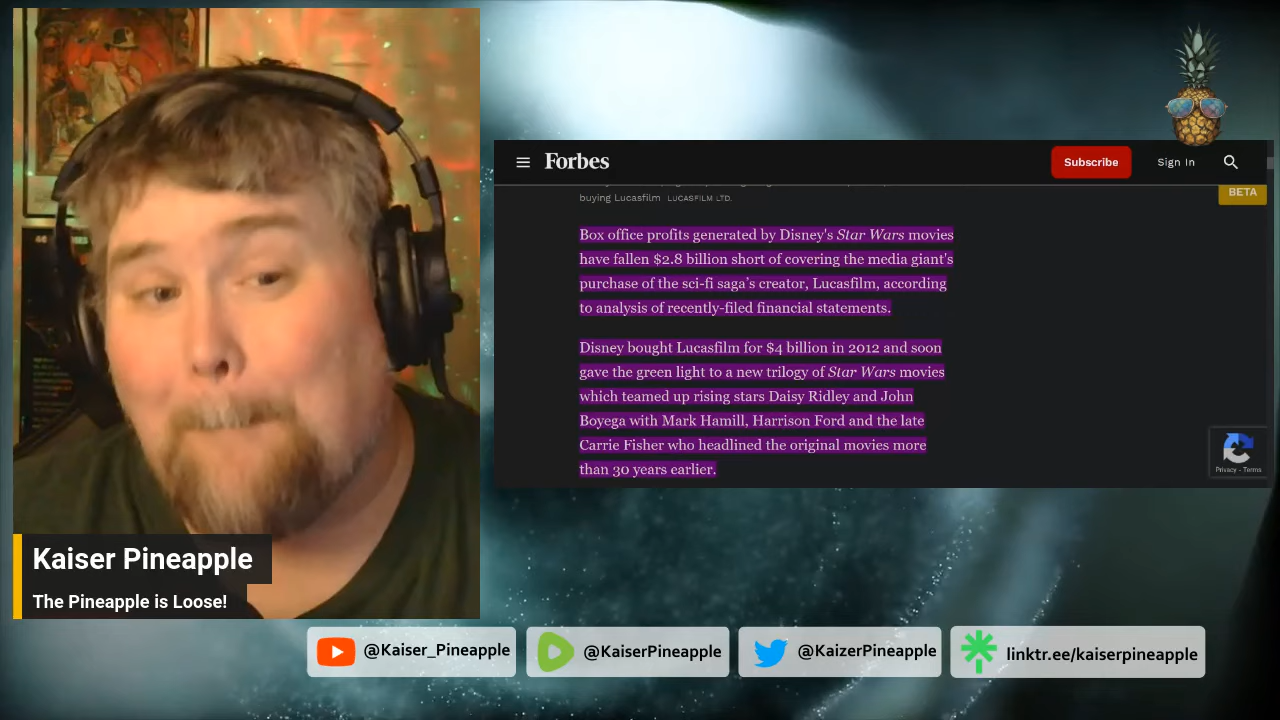 Forbes
Subscribe
Sign In
BETA
buying Lucasfilm LUCASFILM LTD.
Box office profits generated by Disney's Star Wars movies
have fallen $2.8 billion short of covering the media giant's
purchase of the sci-fi saga's creator, Lucasfilm, according
to analysis of recently-filed financial statements.
Disney bought Lucasfilm for $4 billion in 2012 and soon
gave the green light to a new trilogy of Star Wars movies
which teamed up rising stars Daisy Ridley and John
Boyega with Mark Hamill, Harrison Ford and the late
Carrie Fisher who headlined the original movies more
than 30 years earlier.
Privacy - Terms
Kaiser Pineapple
The Pineapple is Loose!
@Kaiser_Pineapple
@KaiserPineapple
@KaizerPineapple
linktr.ee/kaiserpineapple